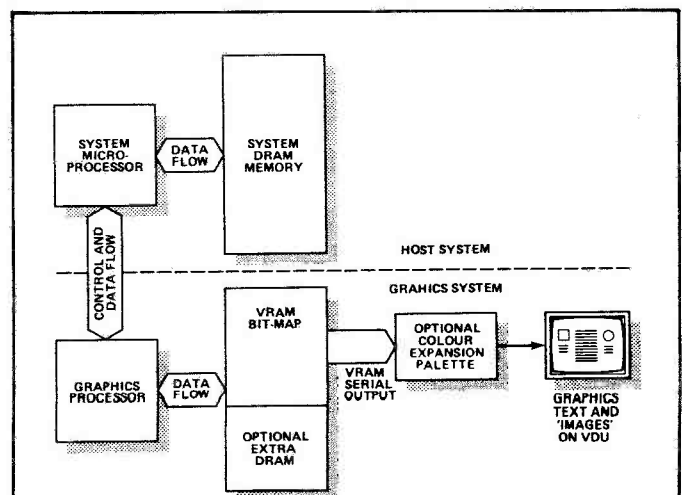 SYSTEM
MICRO-
PROCESSOR
DATA
FLOW
SYSTEM
DRAM
MEMORY
CONTROL AND
DATA FLOW
HOST SYSTEM
GRAHICS SYSTEM
GRAPHICS
PROCESSOR
DATA
FLOW
VRAM
BIT-MAP
OPTIONAL
EXTRA
DRAM
VRAM
SERIAL
OUTPUT
OPTIONAL
COLOUR
EXPANSION
PALETTE
GRAPHICS
TEXT AND
'IMAGES'
ON VDU